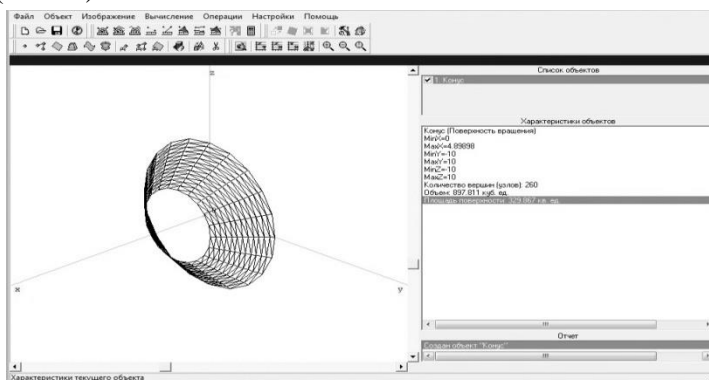 Файл Объект Изображение Вычисление Операции Настройки Помощь
z
x
y
Список объектов
1. Конус
Характеристики объектов
Конус (Поверхность вращения)
MinX=0
MaxX=4.89898
MinY=-10
MaxY=10
MinZ=-10
MaxZ=10
Количество вершин (узлов): 260
Объем: 897.811 куб. ед.
Площадь поверхности: 329.867 кв. ед.
Отчет
Создан объект "Конус"
Характеристики текущего объекта